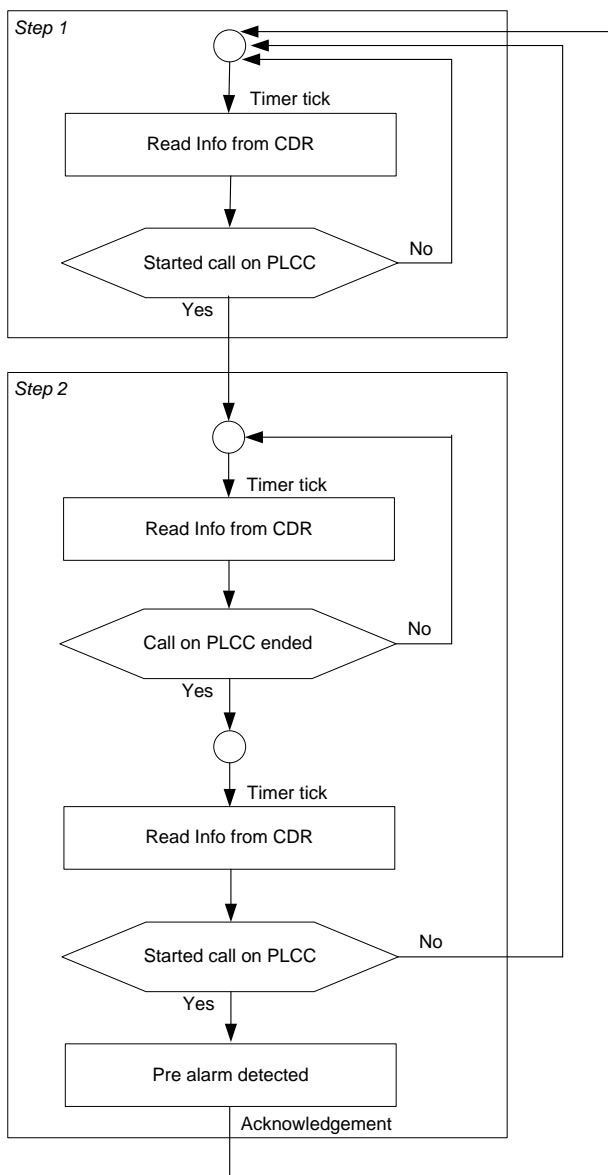 Step 1
Timer tick
Read Info from CDR
Started call on PLCC
No
Yes
Step 2
Timer tick
Read Info from CDR
Call on PLCC ended
No
Yes
Timer tick
Read Info from CDR
Started call on PLCC
No
Yes
Pre alarm detected
Acknowledgement